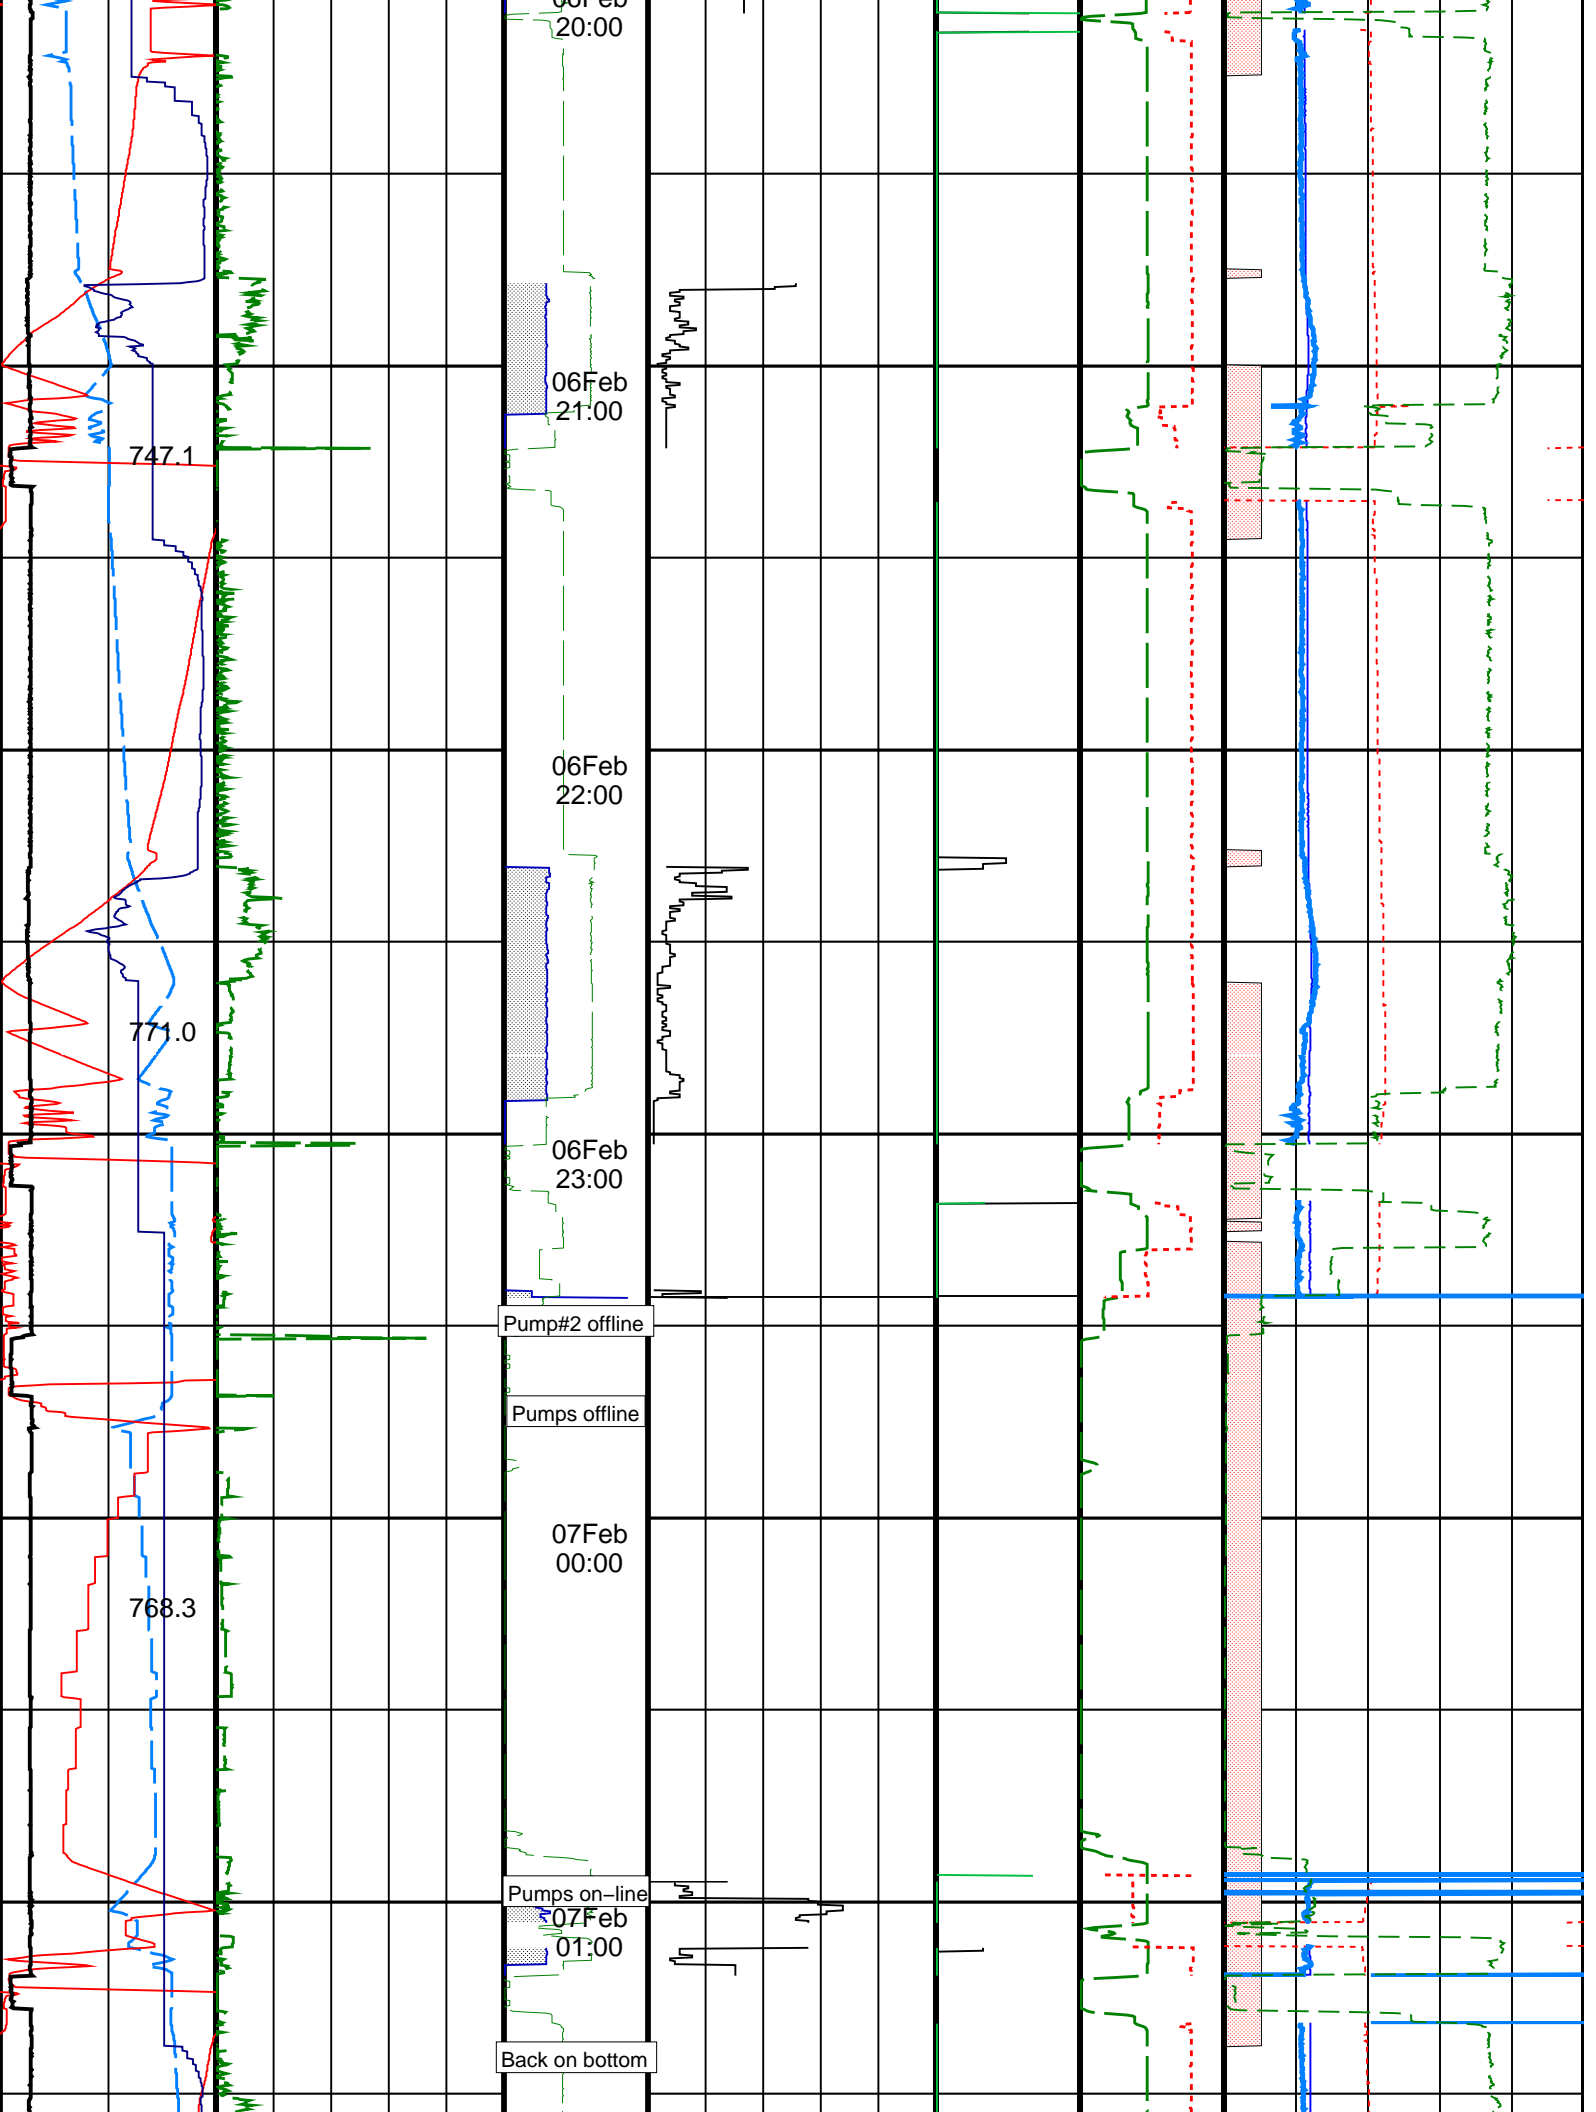 20:00
06Feb
21:00
747.1
06Feb
22:00
771.0
06Feb
23:00
Pump#2 offline
Pumps offline
07Feb
00:00
768.3
Pumps on-line
07Feb
01:00
Back on bottom